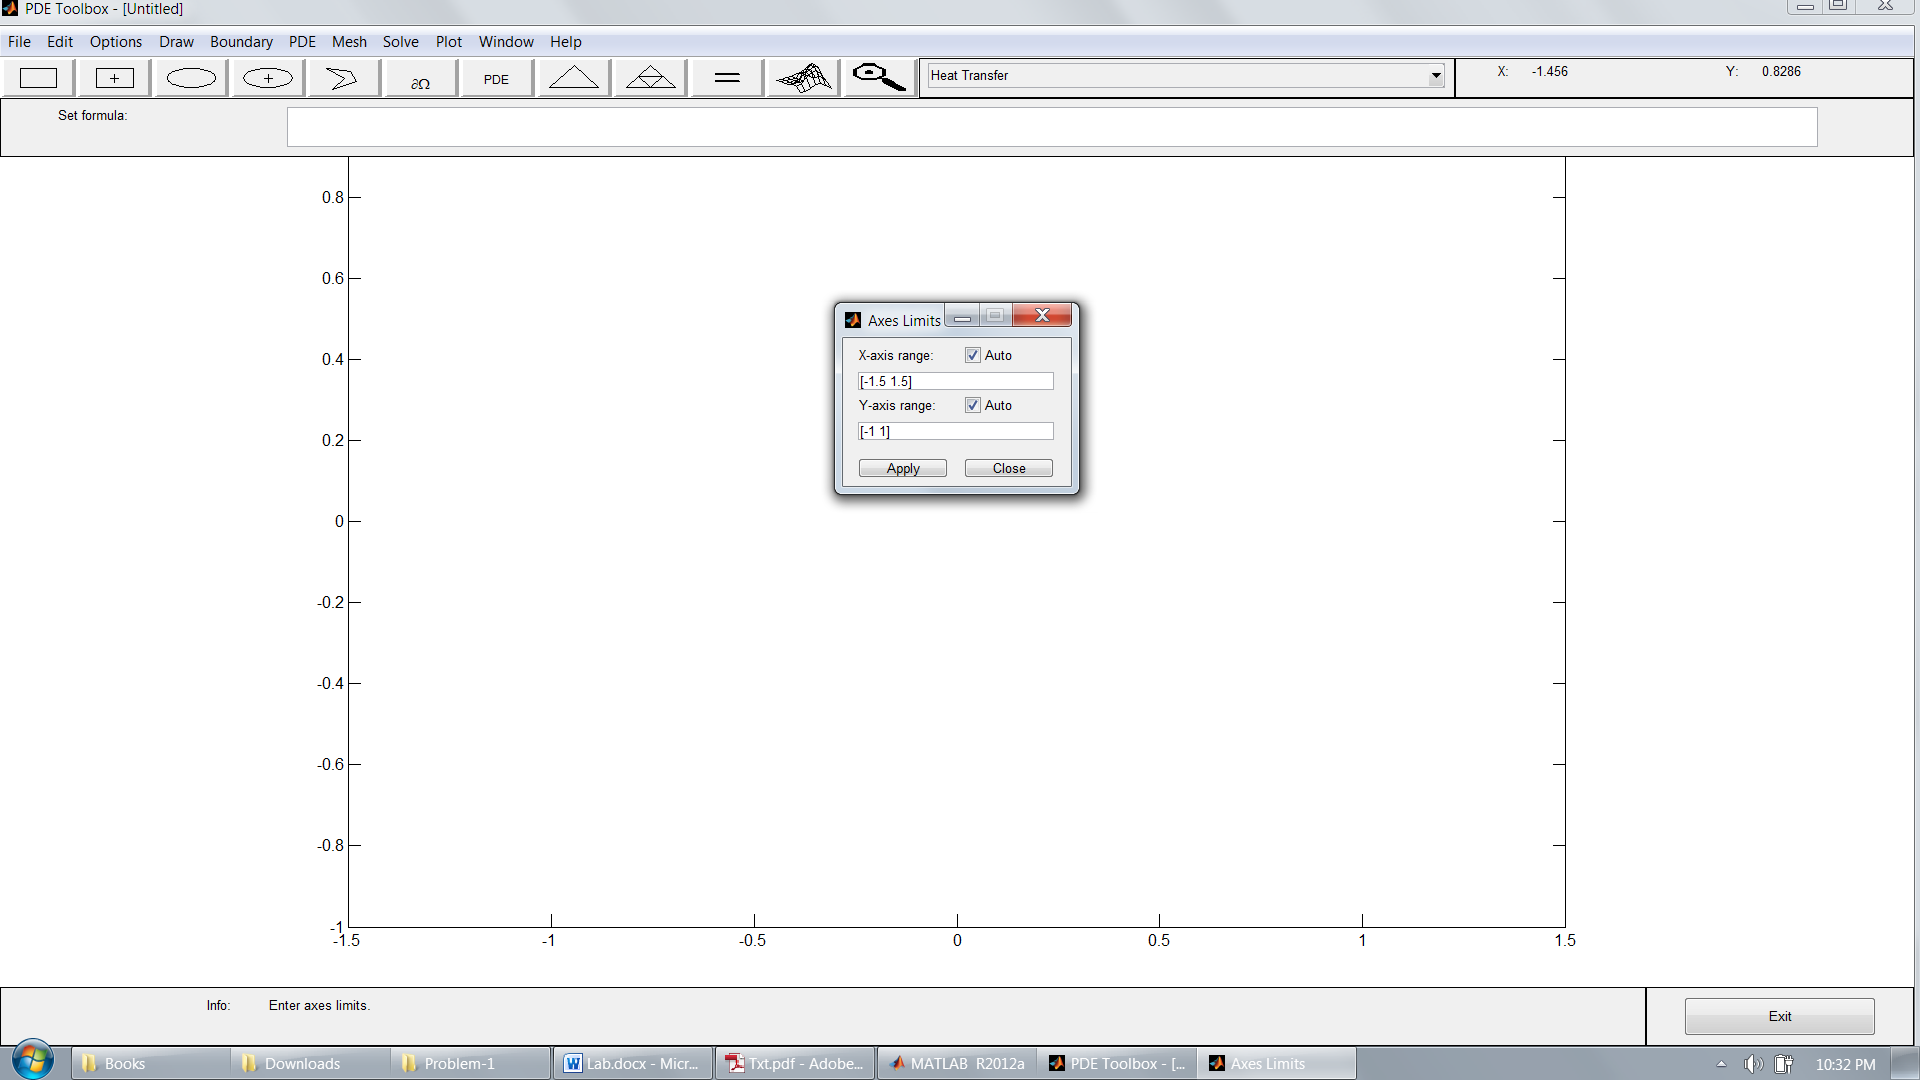 PDE Toolbox - [Untitled]
File Edit Options Draw Boundary PDE Mesh Solve Plot Window Help
∂Ω PDE = Heat Transfer X: -1.456 Y: 0.8286
Set formula:
0.8
0.6
0.4
0.2
0
-0.2
-0.4
-0.6
-0.8
-1
-1.5 -1 -0.5 0 0.5 1 1.5
Axes Limits
X-axis range: Auto
[-1.5 1.5]
Y-axis range: Auto
[-1 1]
Apply Close
Info: Enter axes limits.
Exit
Books Downloads Problem-1 Lab.docx - Micr... Txt.pdf - Adobe... MATLAB R2012a PDE Toolbox - [... Axes Limits 10:32 PM